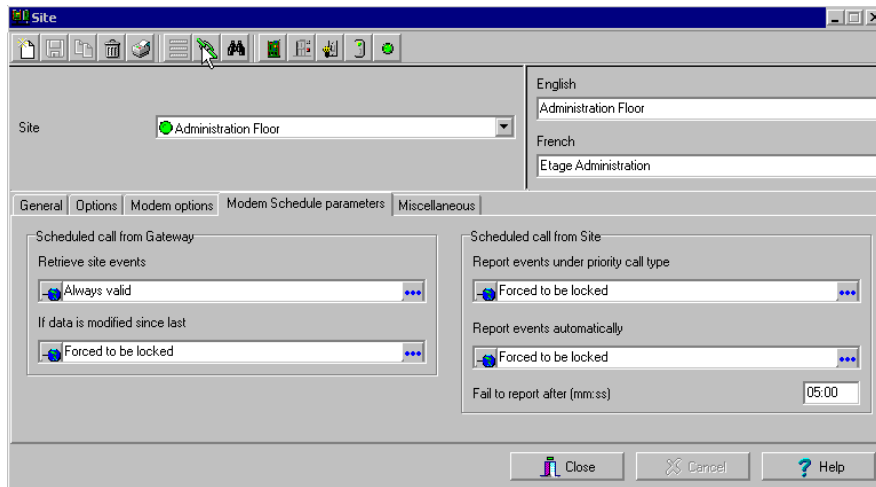 Site
English
Administration Floor
Site
Administration Floor
French
Etage Administration
General Options Modem options Modem Schedule parameters Miscellaneous
Scheduled call from Gateway
Retrieve site events
Always valid
If data is modified since last
Forced to be locked
Scheduled call from Site
Report events under priority call type
Forced to be locked
Report events automatically
Forced to be locked
Fail to report after (mm:ss) 05:00
Close Cancel Help